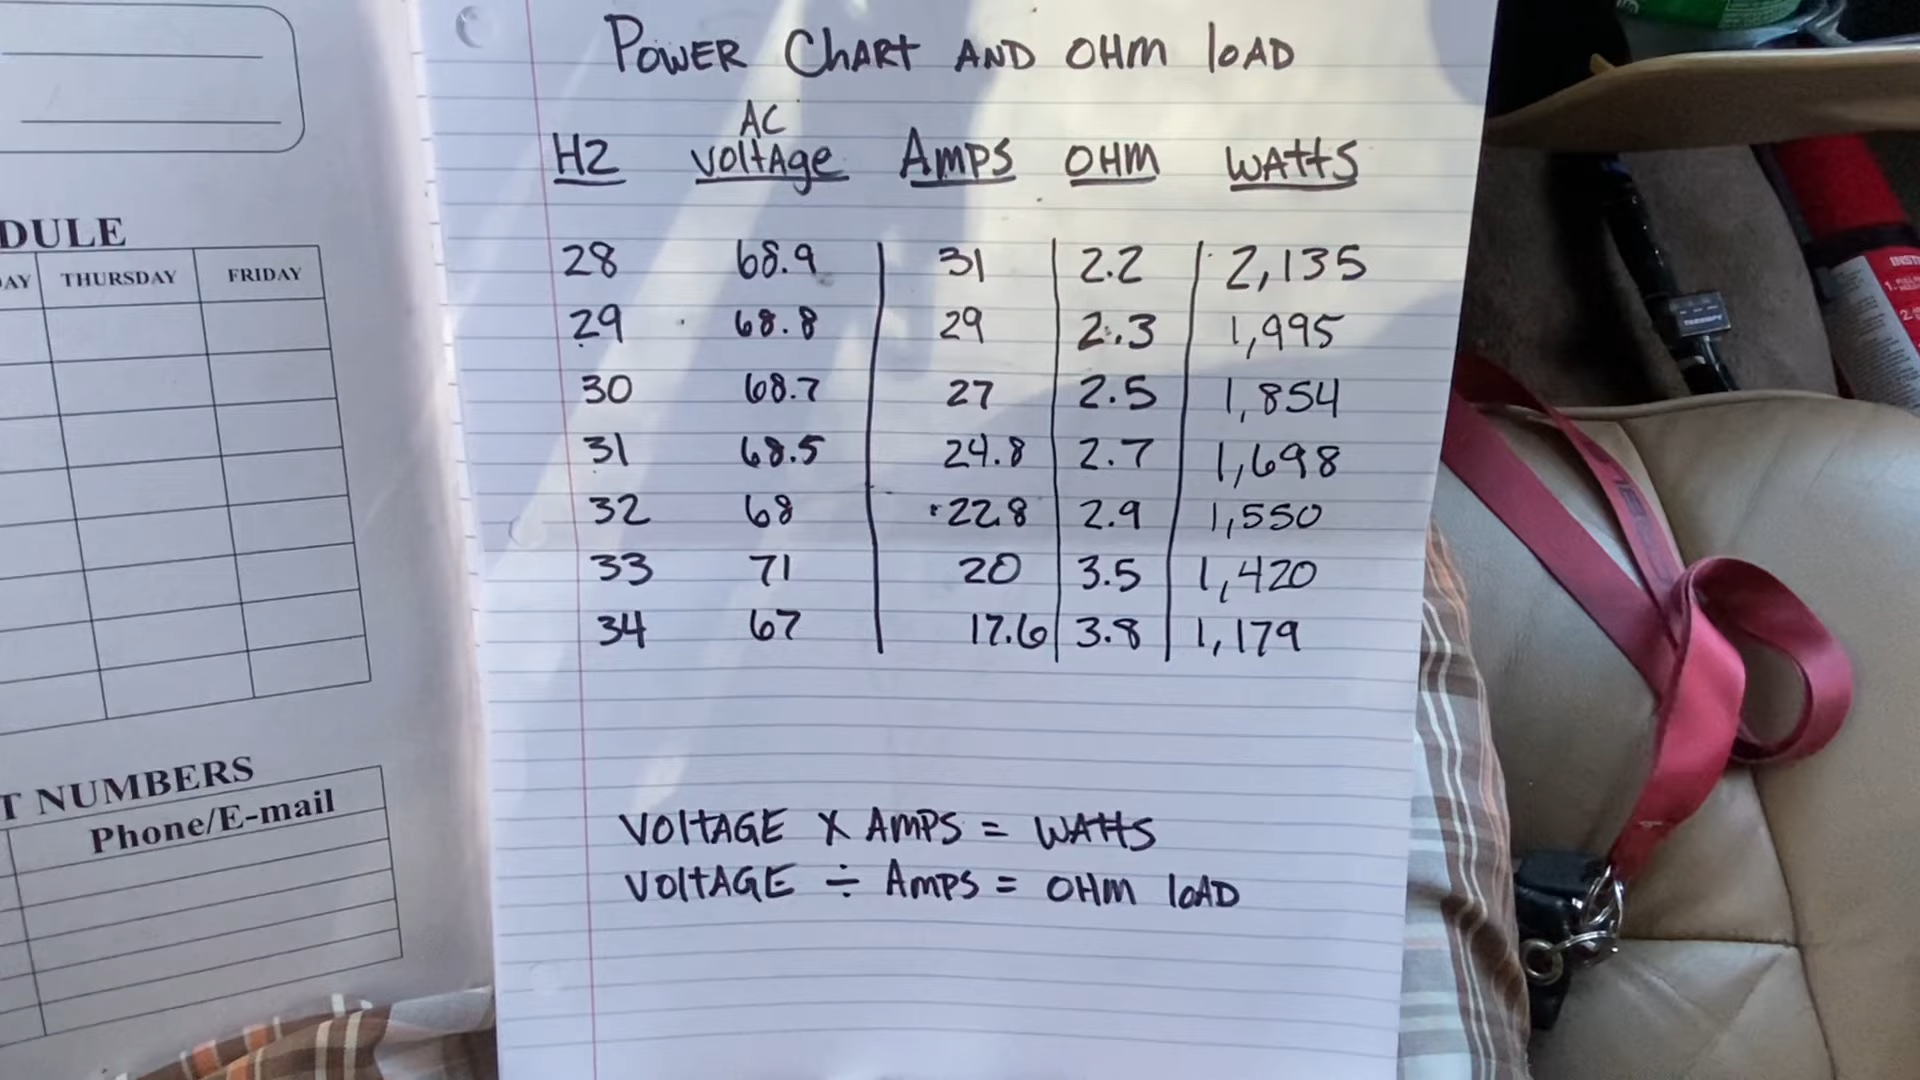 POWER CHART AND OHM LOAD
AC
HZ VOLTAGE AMPS OHM WATTS
28 68.9 31 2.2 2,135
29 68.8 29 2.3 1,995
30 68.7 27 2.5 1,854
31 68.5 24.8 2.7 1,698
32 68 22.8 2.9 1,550
33 71 20 3.5 1,420
34 67 17.6 3.8 1,179
VOLTAGE X AMPS = WATTS
VOLTAGE ÷ AMPS = OHM LOAD
DULE
AY THURSDAY FRIDAY
T NUMBERS
Phone/E-mail
INST
1.
2.